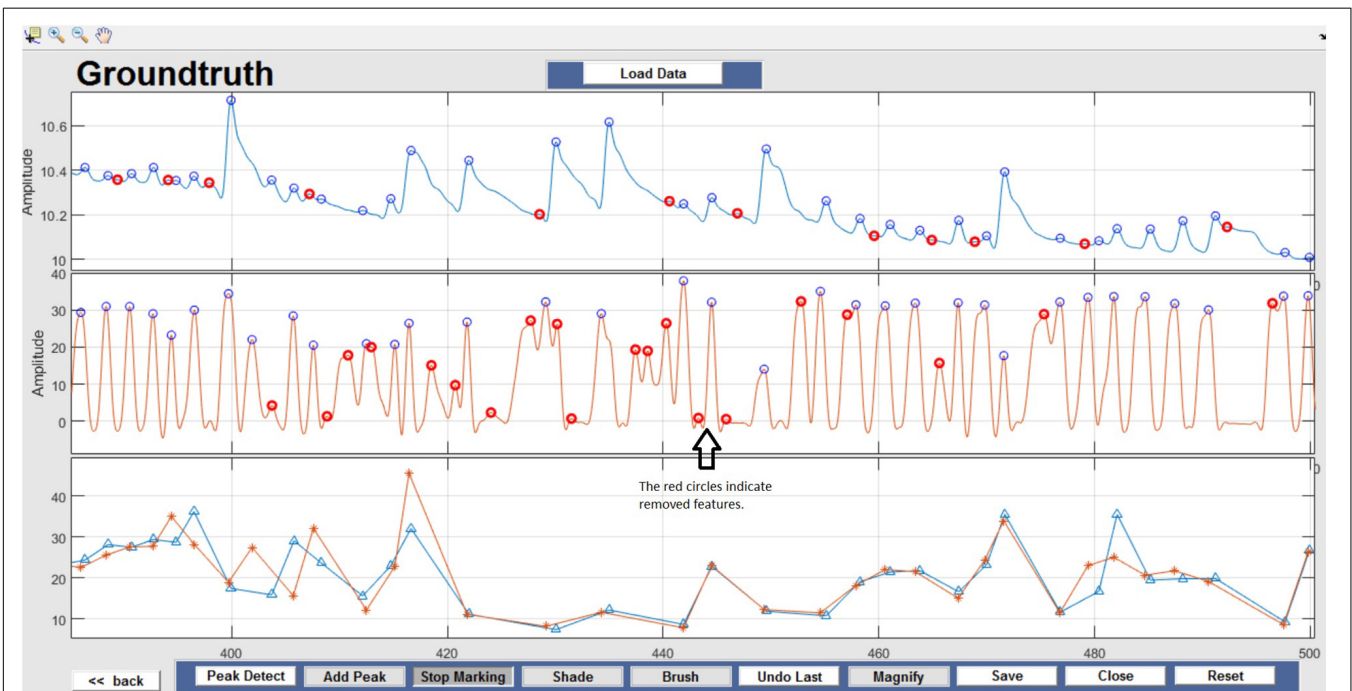 Groundtruth
Load Data
Amplitude
10.6
10.4
10.2
10
Amplitude
40
30
20
10
0
The red circles indicate
removed features.
40
30
20
10
400
420
440
460
480
500
<< back
Peak Detect
Add Peak
Stop Marking
Shade
Brush
Undo Last
Magnify
Save
Close
Reset